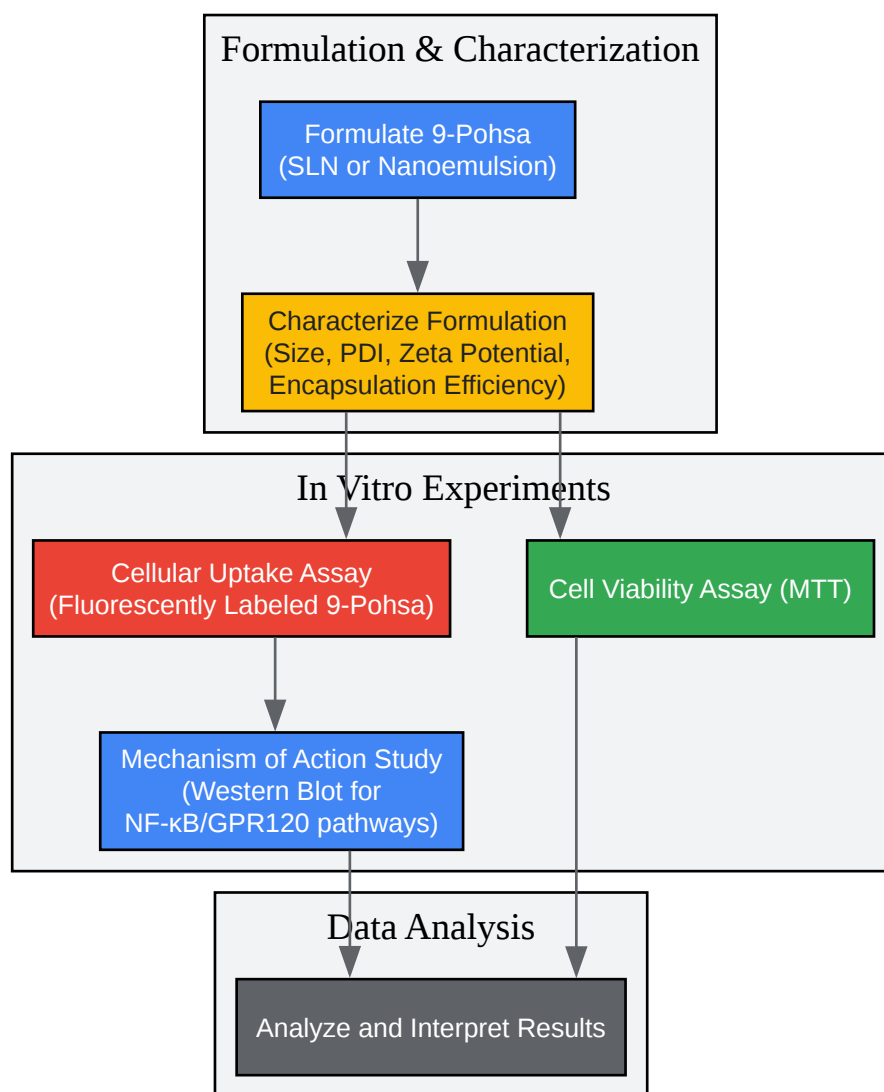 Formulation & Characterization
Formulate 9-Pohsa
(SLN or Nanoemulsion)
Characterize Formulation
(Size, PDI, Zeta Potential,
Encapsulation Efficiency)
In Vitro Experiments
Cellular Uptake Assay
(Fluorescently Labeled 9-Pohsa)
Cell Viability Assay (MTT)
Mechanism of Action Study
(Western Blot for
NF-κB/GPR120 pathways)
Data Analysis
Analyze and Interpret Results